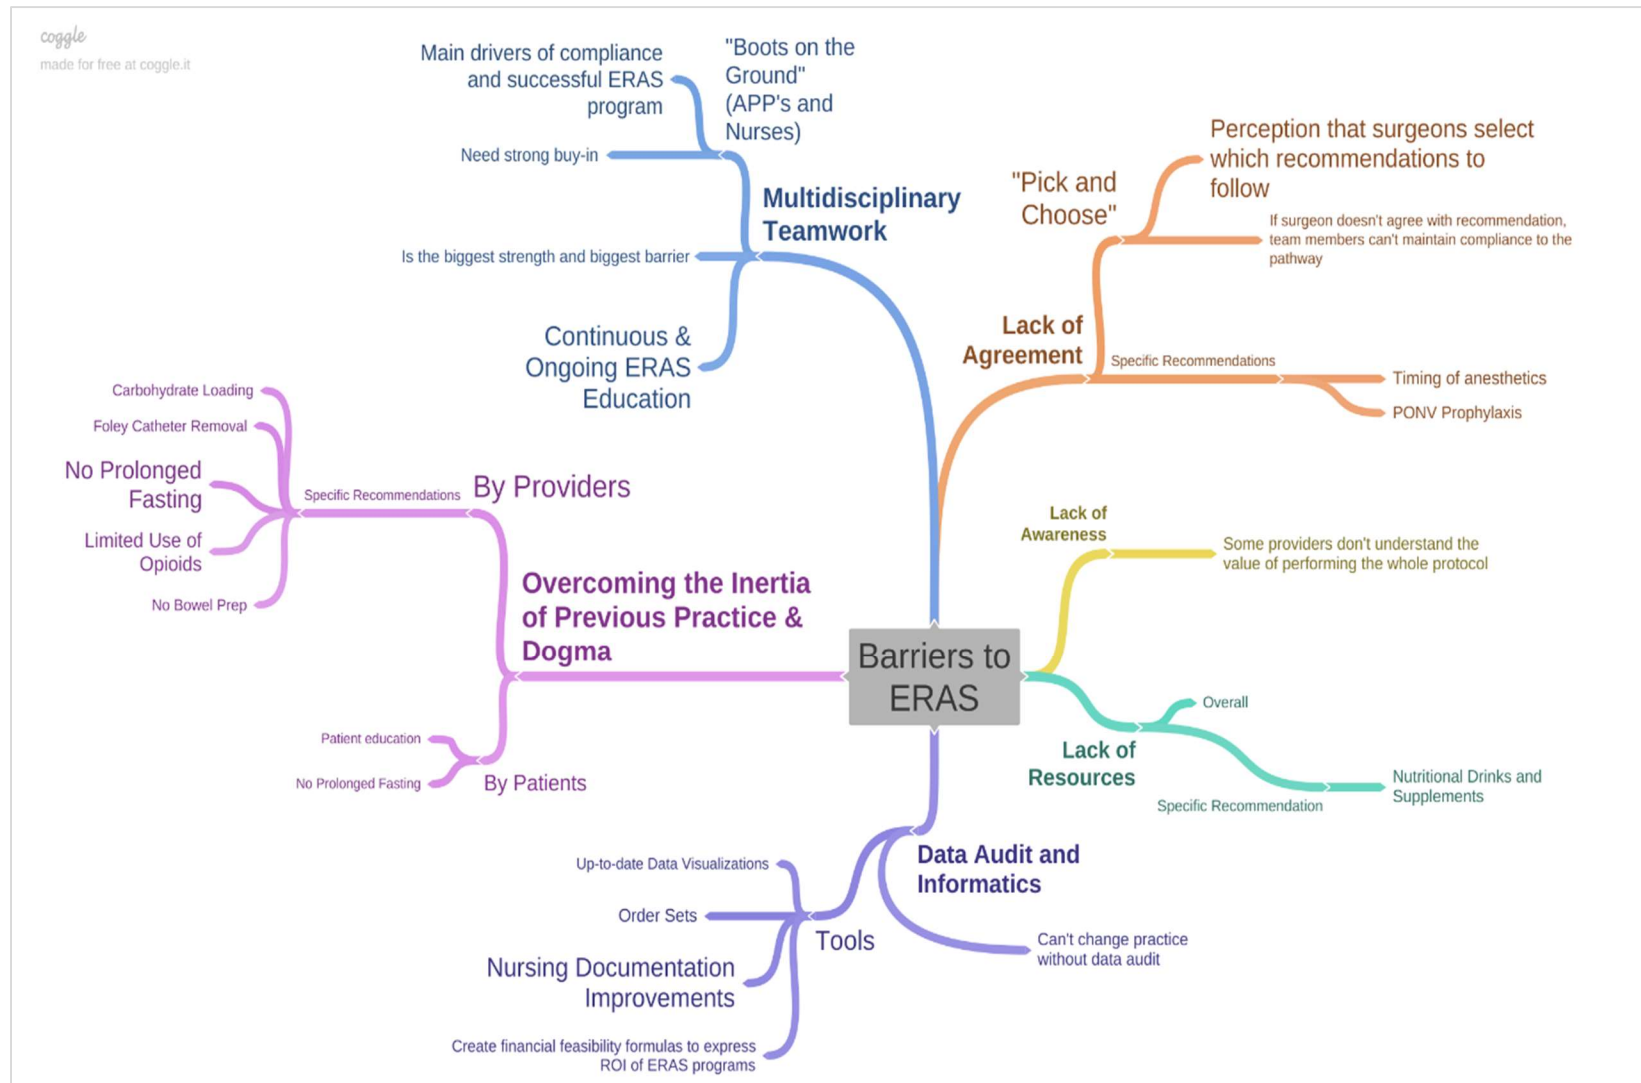 coggle
made for free at coggle.it
Main drivers of compliance
and successful ERAS
program
"Boots on the
Ground"
(APP's and
Nurses)
Need strong buy-in
Multidisciplinary
Teamwork
Is the biggest strength and biggest barrier
Continuous &
Ongoing ERAS
Education
Perception that surgeons select
which recommendations to
follow
"Pick and
Choose"
If surgeon doesn't agree with recommendation,
team members can't maintain compliance to the
pathway
Lack of
Agreement
Specific Recommendations
Timing of anesthetics
PONV Prophylaxis
Carbohydrate Loading
Foley Catheter Removal
No Prolonged
Fasting
Limited Use of
Opioids
No Bowel Prep
Specific Recommendations
By Providers
Overcoming the Inertia
of Previous Practice &
Dogma
Patient education
No Prolonged Fasting
By Patients
Barriers to
ERAS
Lack of
Awareness
Some providers don't understand the
value of performing the whole protocol
Overall
Lack of
Resources
Specific Recommendation
Nutritional Drinks and
Supplements
Data Audit and
Informatics
Can't change practice
without data audit
Tools
Up-to-date Data Visualizations
Order Sets
Nursing Documentation
Improvements
Create financial feasibility formulas to express
ROI of ERAS programs